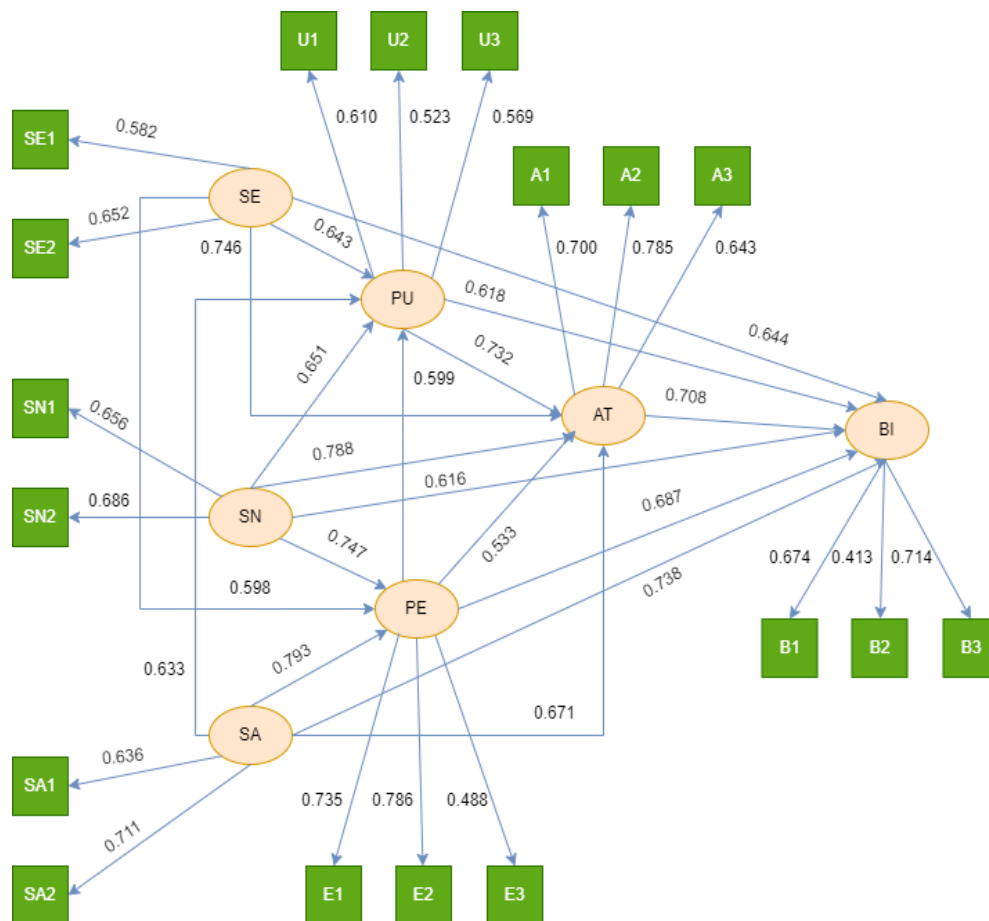 U1 U2 U3
0.610 0.523 0.569
SE1 0.582
A1 A2 A3
SE
SE2 0.652 0.746 0.643
0.700 0.785 0.643
PU 0.618
0.644
0.651 0.599 0.732
SN1 0.656
AT 0.708
BI
0.788
0.616
SN2 0.686 SN
0.747 0.533 0.687
0.674 0.413 0.714
0.598 PE
0.738
B1 B2 B3
0.633 0.793
SA 0.671
SA1 0.636
0.735 0.786 0.488
0.711
SA2 E1 E2 E3